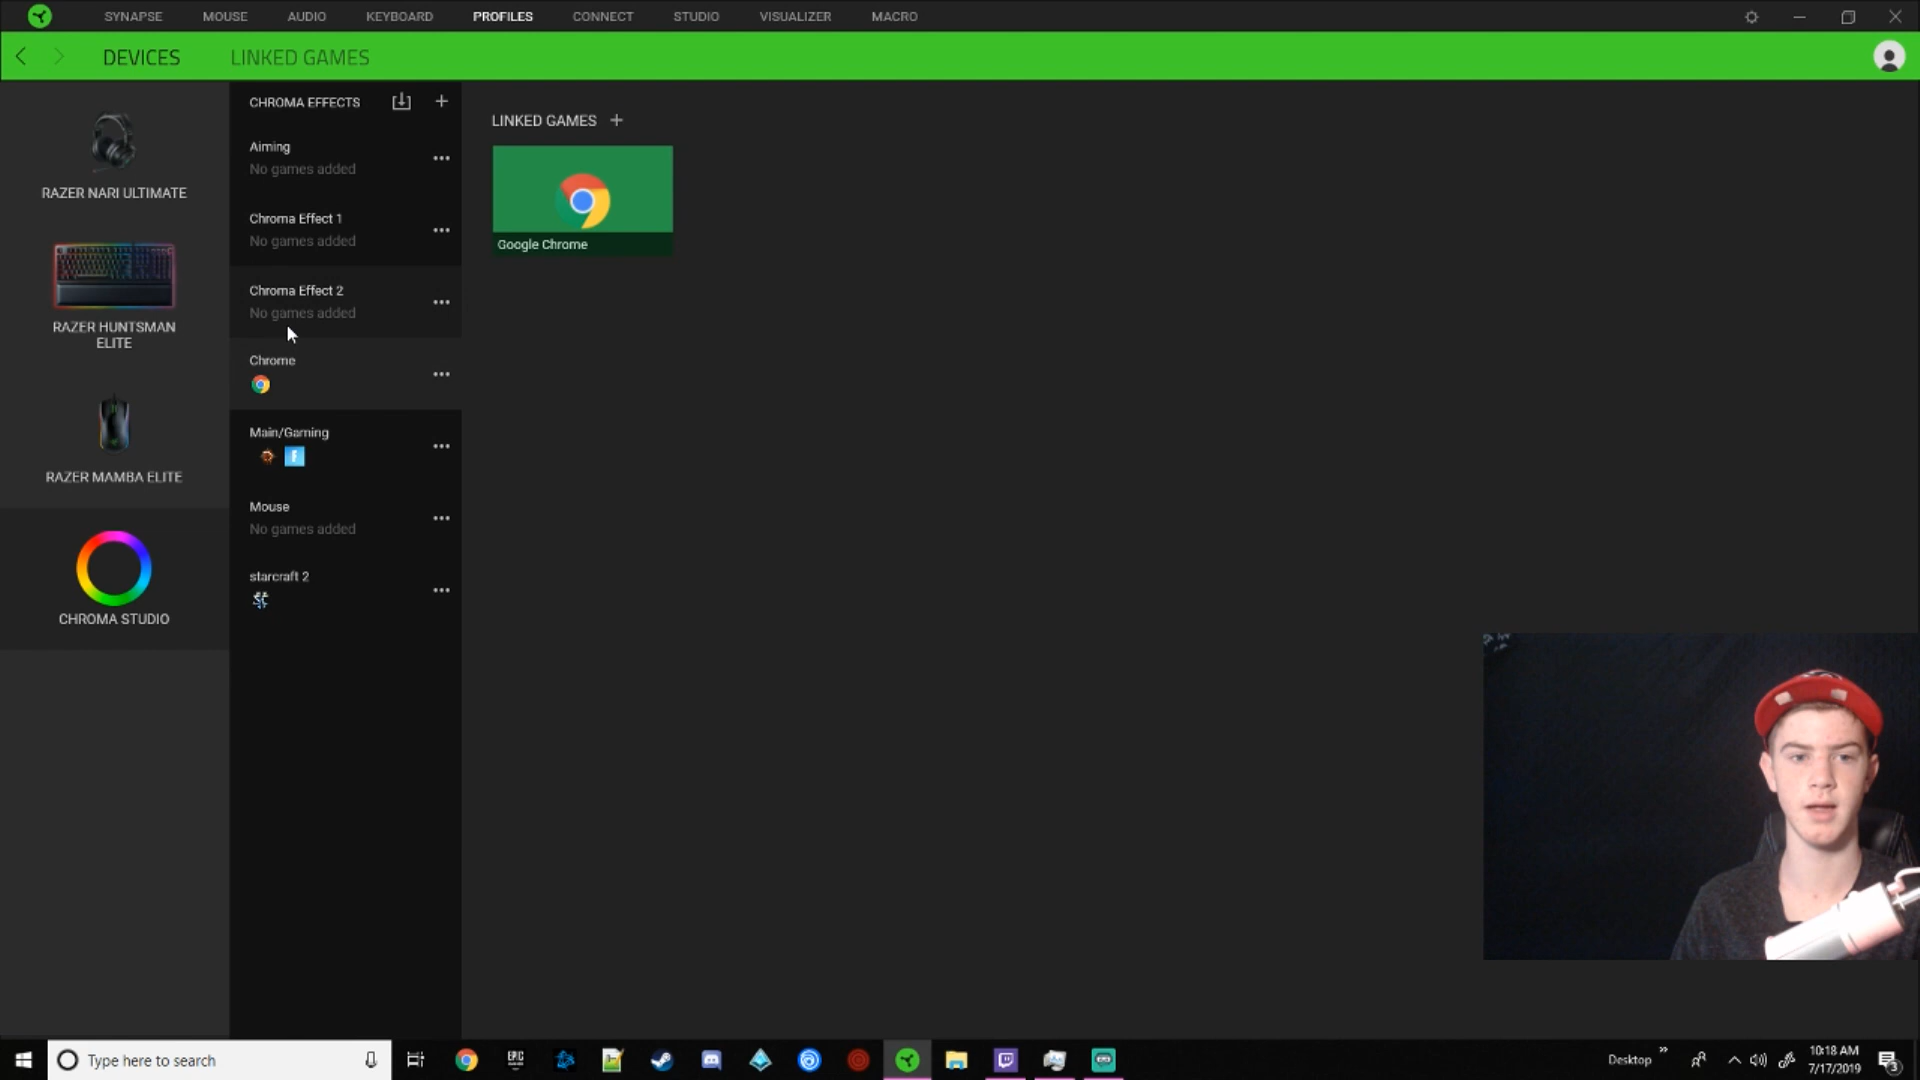 SYNAPSE MOUSE AUDIO KEYBOARD PROFILES CONNECT STUDIO VISUALIZER MACRO
DEVICES LINKED GAMES
RAZER NARI ULTIMATE
RAZER HUNTSMAN
ELITE
RAZER MAMBA ELITE
CHROMA STUDIO
CHROMA EFFECTS
Aiming
No games added
Chroma Effect 1
No games added
Chroma Effect 2
No games added
Chrome
Main/Gaming
F
Mouse
No games added
starcraft 2
LINKED GAMES +
Google Chrome
Type here to search
EPIC
Desktop
10:18 AM
7/17/2019
3